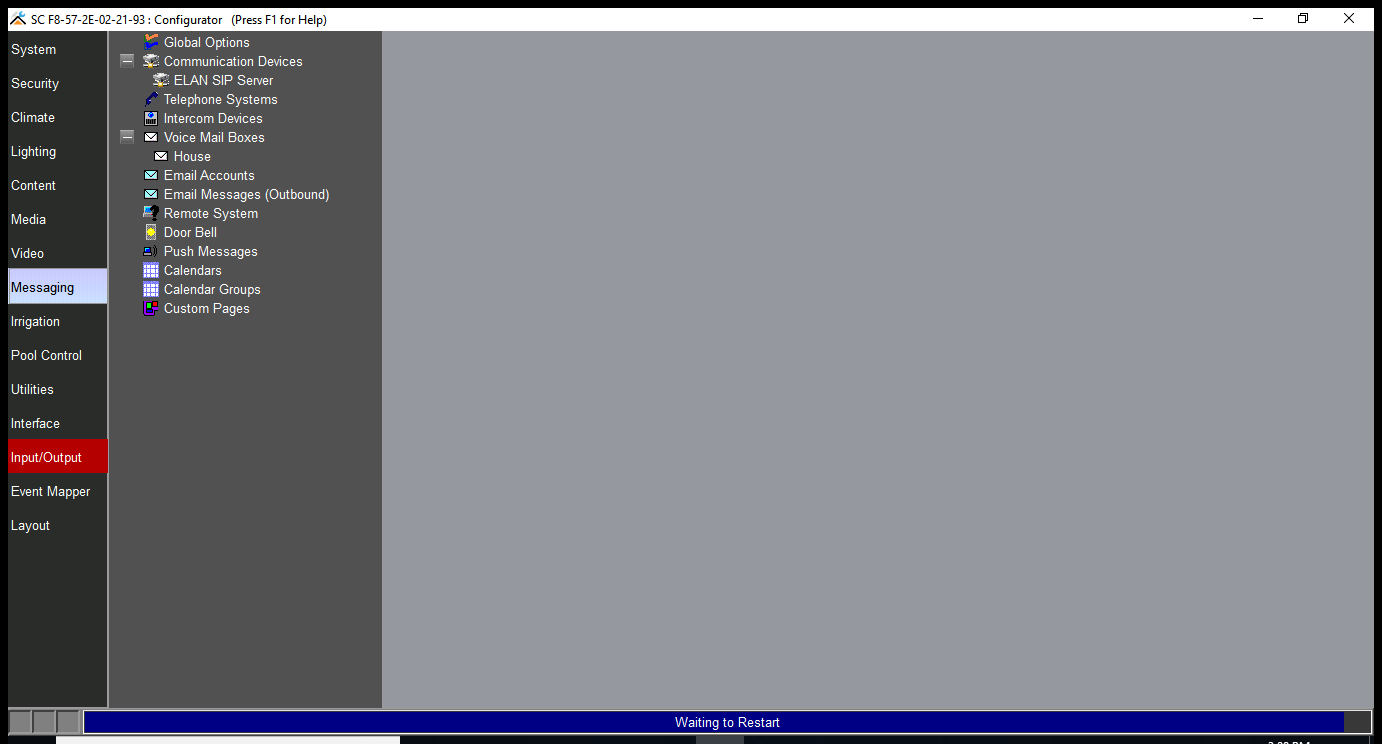 SC F8-57-2E-02-21-93 : Configurator (Press F1 for Help)
System
Security
Climate
Lighting
Content
Media
Video
Messaging
Irrigation
Pool Control
Utilities
Interface
Input/Output
Event Mapper
Layout
Global Options
Communication Devices
ELAN SIP Server
Telephone Systems
Intercom Devices
Voice Mail Boxes
House
Email Accounts
Email Messages (Outbound)
Remote System
Door Bell
Push Messages
Calendars
Calendar Groups
Custom Pages
Waiting to Restart